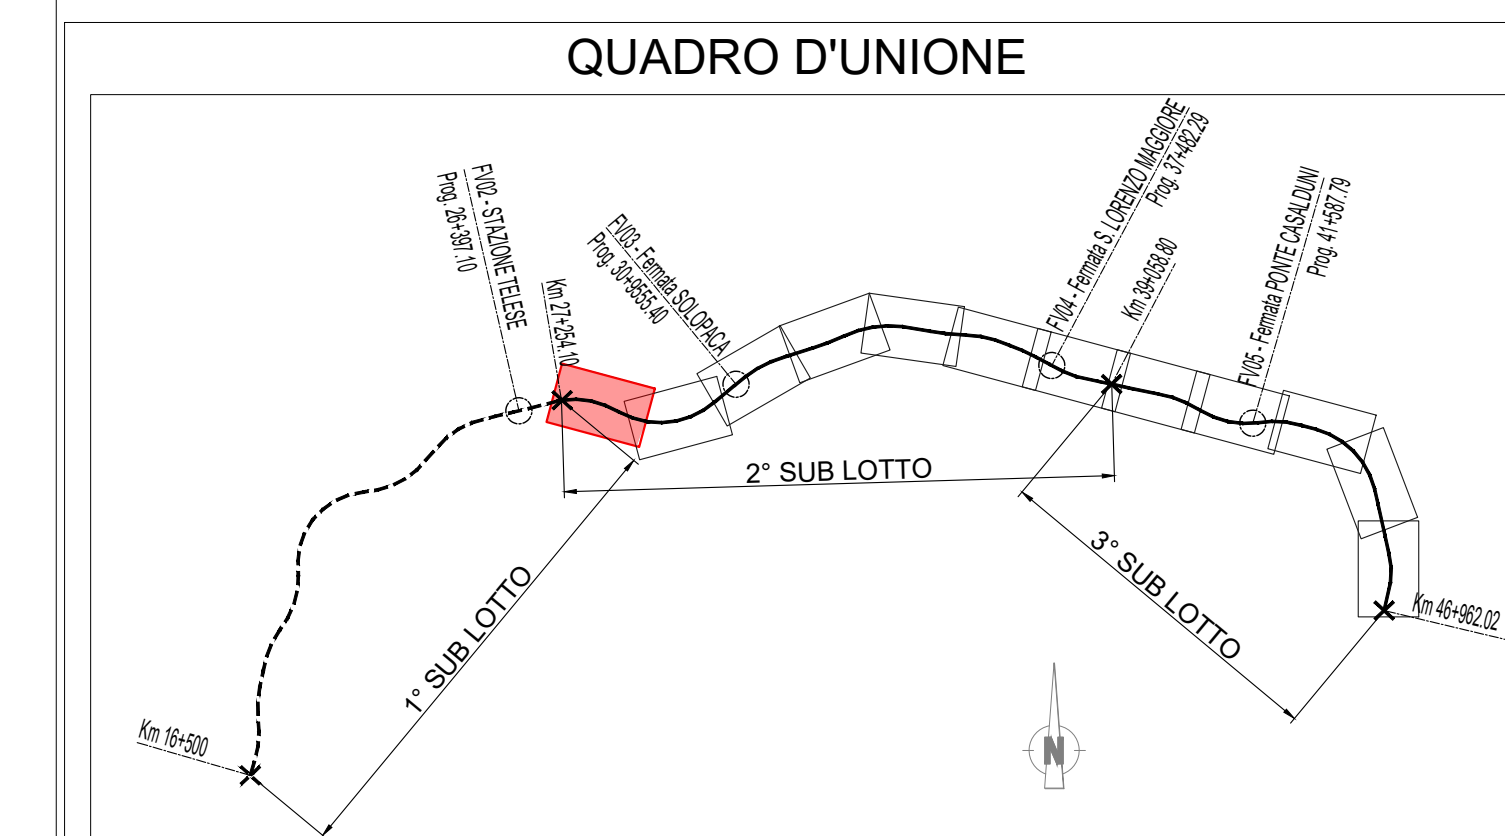 QUADRO D'UNIONE
FV02 - STAZIONE TELESE
Prog. 26+397.10
Km 27+254.10
FV03 - Fermata SOLOPACA
Prog. 30+9555.40
FV04 - Fermata S. LORENZO MAGGIORE
Prog. 37+482.29
Km 39+058.80
FV05 - Fermata PONTE CASALDUNI
Prog. 41+587.79
2° SUB LOTTO
1° SUB LOTTO
3° SUB LOTTO
Km 46+962.02
Km 16+500
N